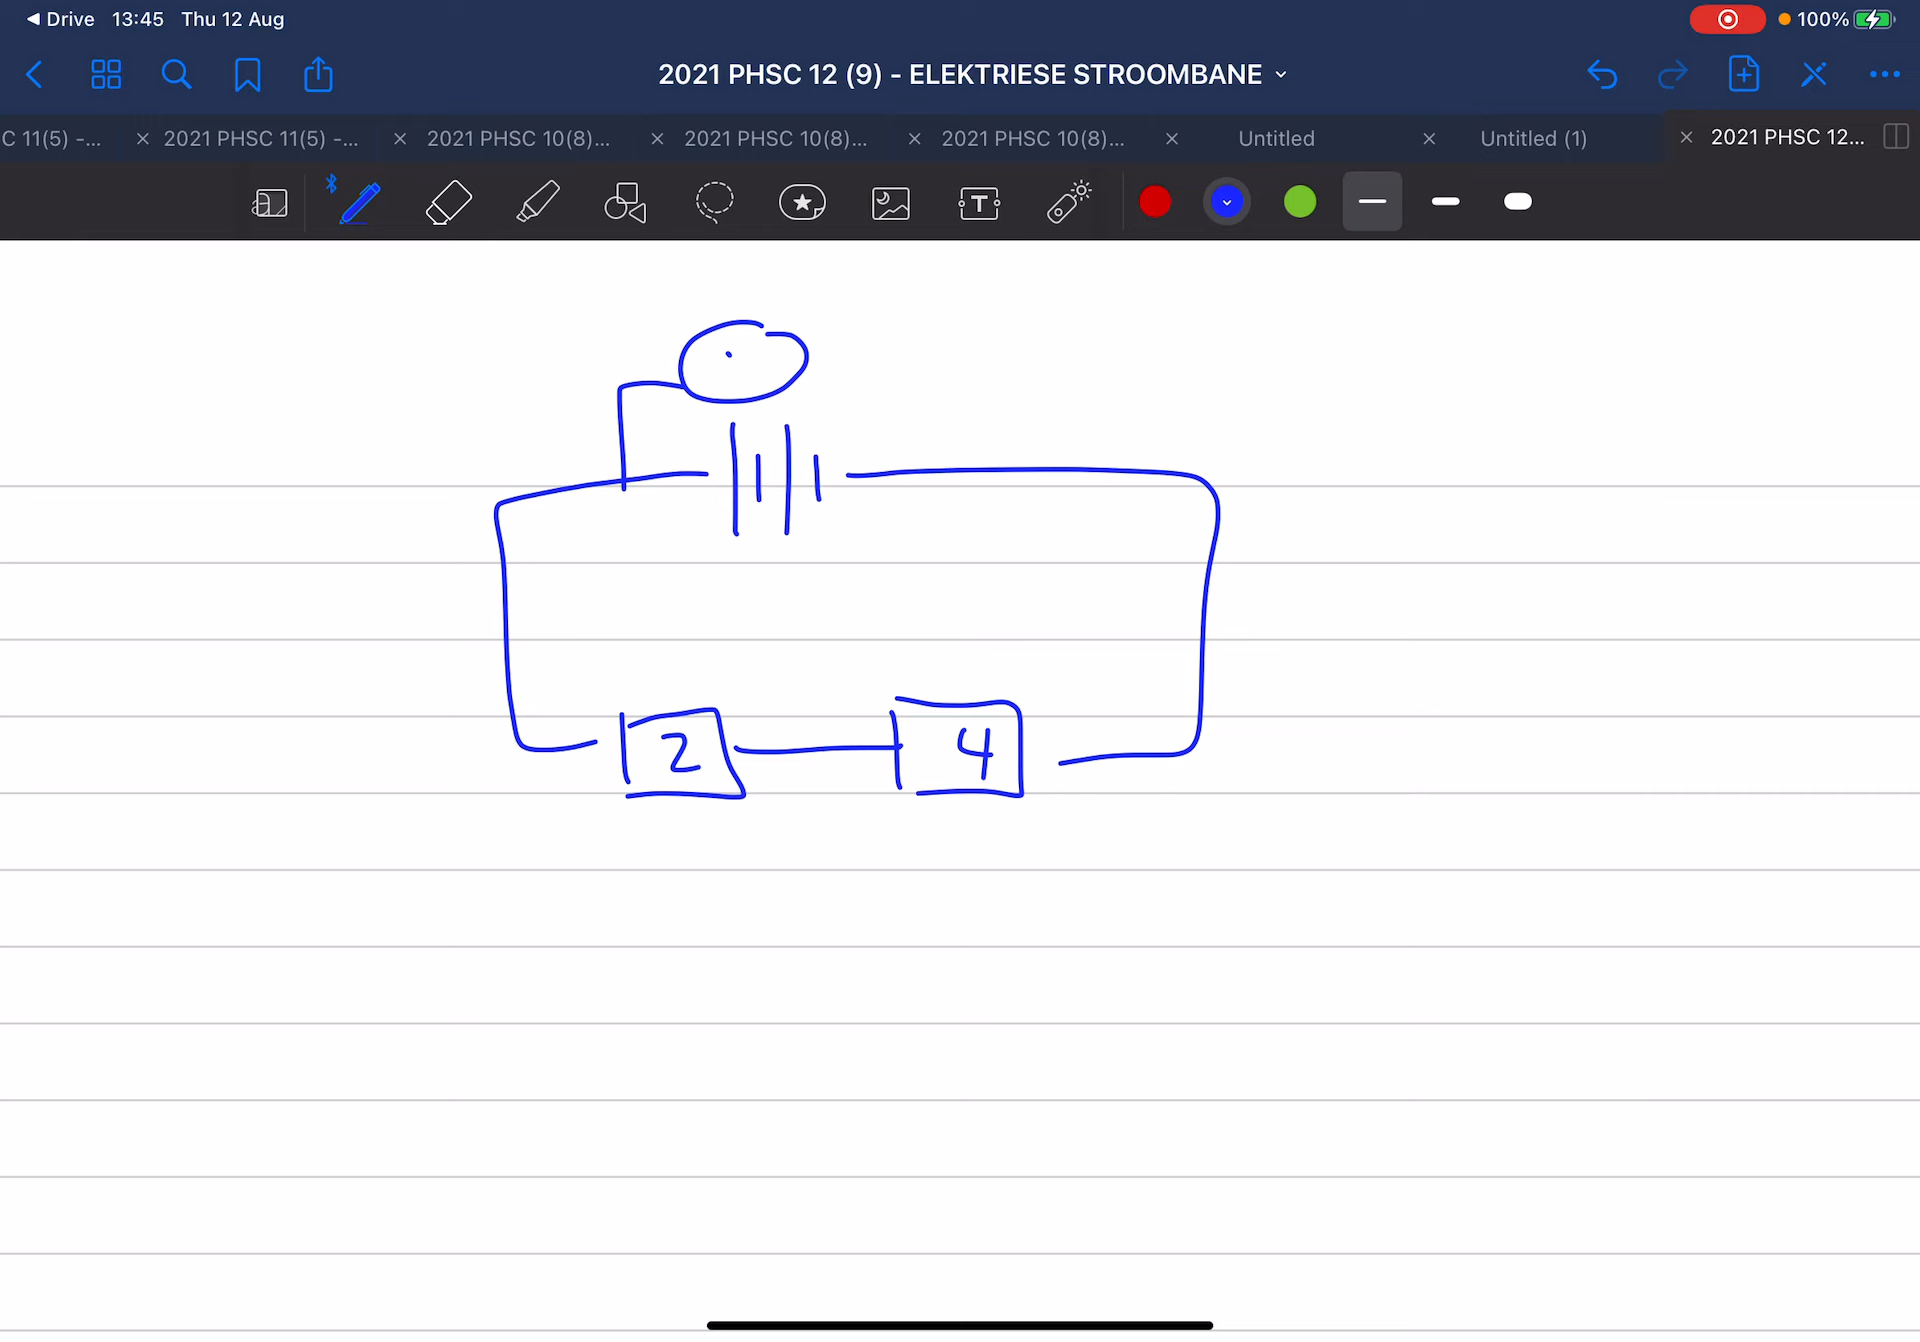 Drive 13:45 Thu 12 Aug 100%
2021 PHSC 12 (9) - ELEKTRIESE STROOMBANE
C 11(5) -... 2021 PHSC 11(5) -... 2021 PHSC 10(8)... 2021 PHSC 10(8)... 2021 PHSC 10(8)... Untitled Untitled (1) 2021 PHSC 12...
T
2 4